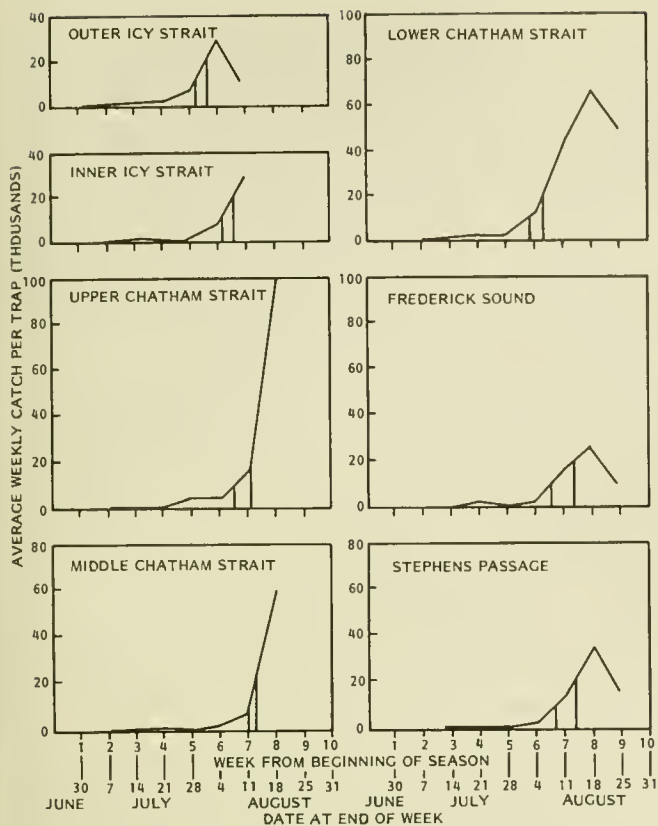 AVERAGE WEEKLY CATCH PER TRAP (THOUSANDS)
OUTER ICY STRAIT
40
20
0
INNER ICY STRAIT
40
20
0
UPPER CHATHAM STRAIT
100
80
60
40
20
0
MIDDLE CHATHAM STRAIT
80
60
40
20
0
1 2 3 4 5 6 7 8 9 10
30 7 14 21 28 4 11 18 25 31
JUNE JULY AUGUST
LOWER CHATHAM STRAIT
100
80
60
40
20
0
FREDERICK SOUND
100
80
60
40
20
0
STEPHENS PASSAGE
80
60
40
20
0
1 2 3 4 5 6 7 8 9 10
30 7 14 21 28 4 11 18 25 31
JUNE JULY AUGUST
WEEK FROM BEGINNING OF SEASON
DATE AT END OF WEEK